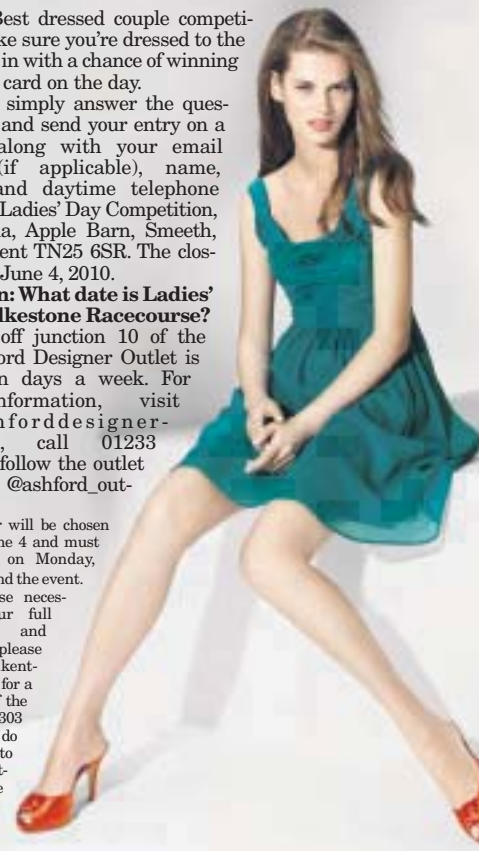 Best dressed couple competi-
ke sure you're dressed to the
in with a chance of winning
card on the day.
simply answer the ques-
and send your entry on a
along with your email
(if applicable), name,
and daytime telephone
Ladies' Day Competition,
a, Apple Barn, Smeeth,
ent TN25 6SR. The clos-
June 4, 2010.
n: What date is Ladies'
lkestone Racecourse?
off junction 10 of the
ord Designer Outlet is
n days a week. For
nformation, visit
hforddesigner-
, call 01233
follow the outlet
@ashford_out-
r will be chosen
ne 4 and must
on Monday,
nd the event.
se neces-
ur full
and
please
kent-
for a
f the
303
do
to
t-
e